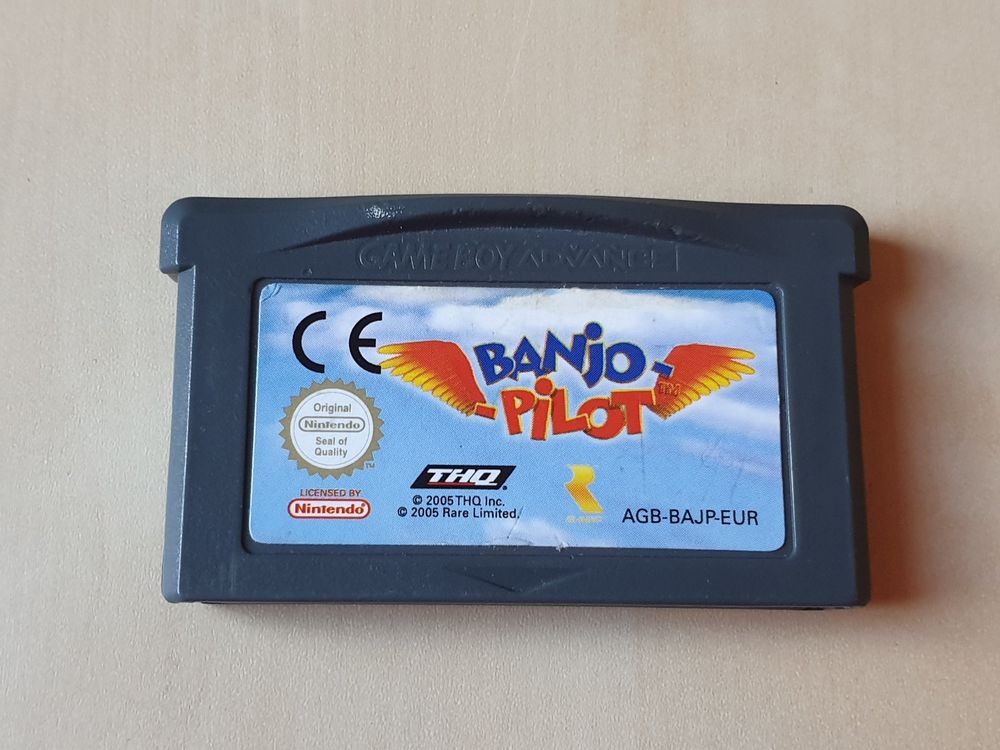 GAME BOY ADVANCE
CE
BANJO-
-PILOT™
Original
Nintendo
Seal of
Quality
™
LICENSED BY
Nintendo
THQ
© 2005 THQ Inc.
© 2005 Rare Limited.
AGB-BAJP-EUR